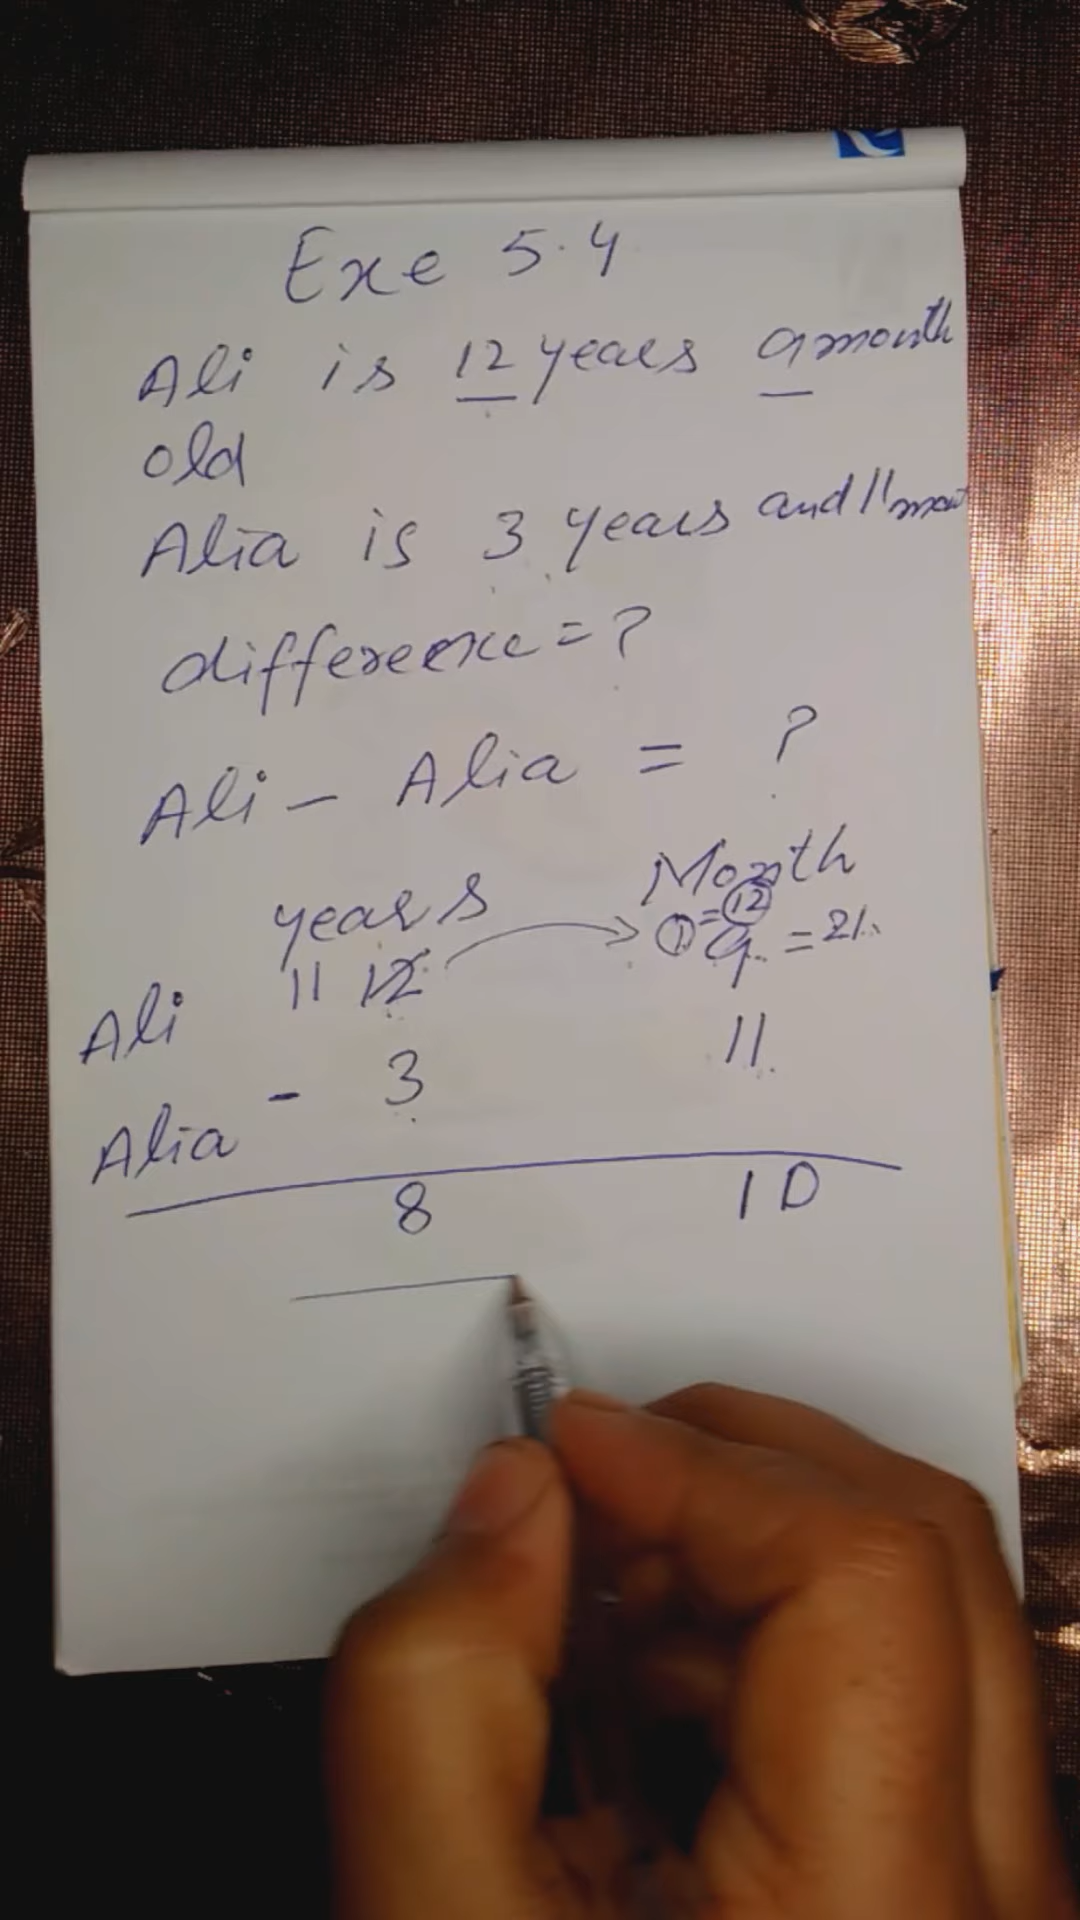 Exe 5.4
Ali is 12 years 9 month
old
Alia is 3 years and 11 mont
difference = ?
Ali - Alia = ?
years Month
① = ⑫
Ali 11 12 → 9 = 21
Alia - 3 11
8 10